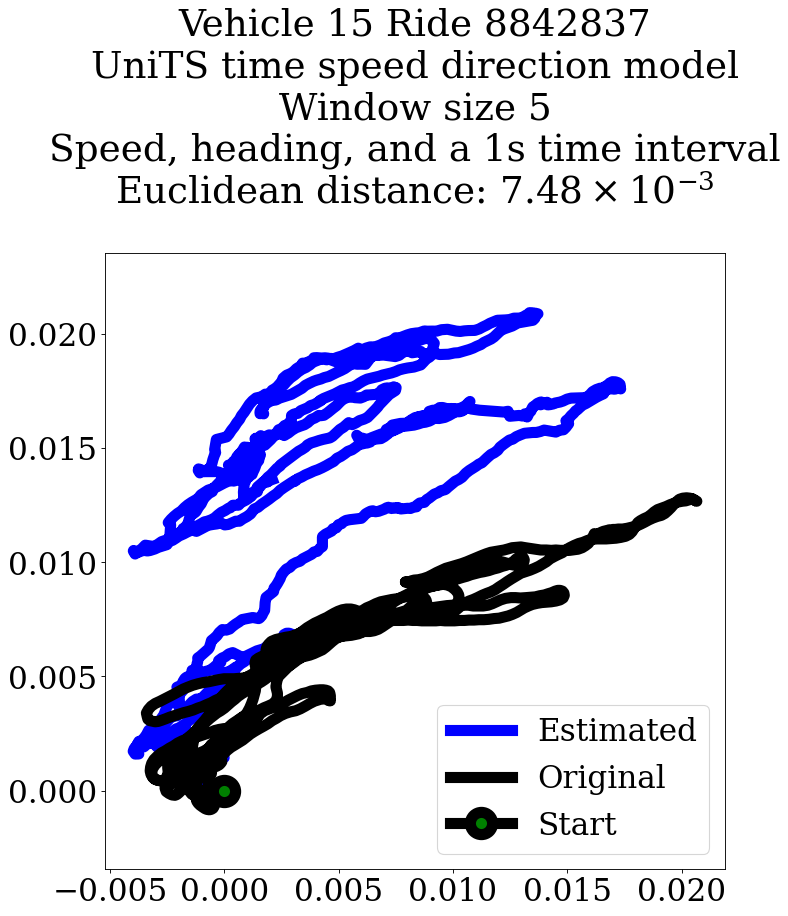 Vehicle 15 Ride 8842837
UniTS time speed direction model
Window size 5
Speed, heading, and a 1s time interval
Euclidean distance: 7.48 × 10⁻³
0.020
0.015
0.010
0.005
0.000
Estimated
Original
Start
−0.005 0.000 0.005 0.010 0.015 0.020